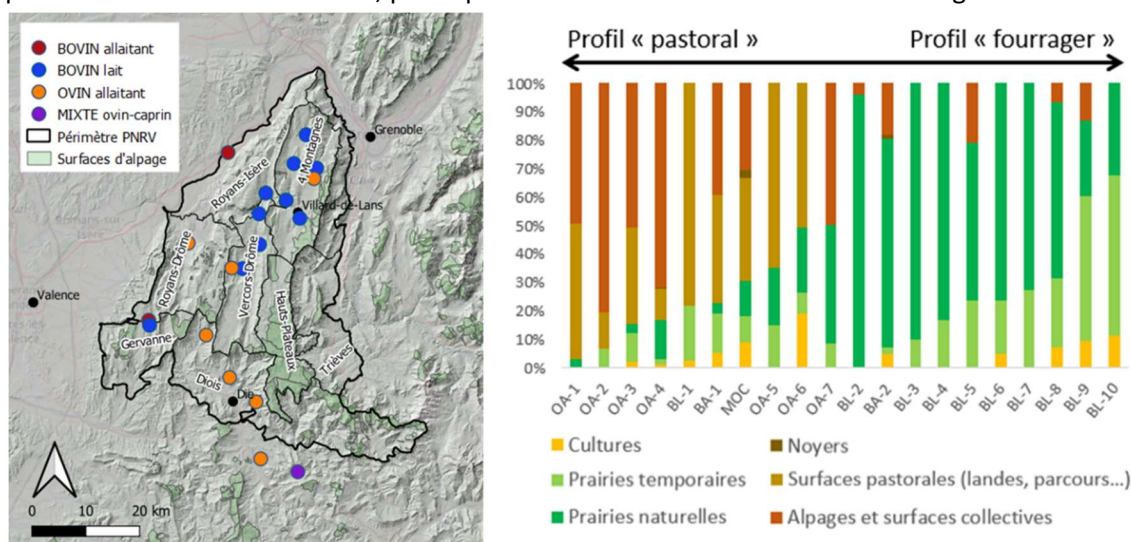 BOVIN allaitant
BOVIN lait
OVIN allaitant
MIXTE ovin-caprin
Périmètre PNRV
Surfaces d'alpage
Grenoble
4 Montagnes
Royans-Isère
Villard-de-Lans
Royans-Drôme
Vercors-Drôme
Valence
Hauts-Plateaux
Gervanne
Trièves
Diois
Die
0 10 20 km
Profil « pastoral » Profil « fourrager »
100%
90%
80%
70%
60%
50%
40%
30%
20%
10%
0%
OA-1 OA-2 OA-3 OA-4 BL-1 BA-1 MOC OA-5 OA-6 OA-7 BL-2 BA-2 BL-3 BL-4 BL-5 BL-6 BL-7 BL-8 BL-9 BL-10
Cultures Noyers
Prairies temporaires Surfaces pastorales (landes, parcours...)
Prairies naturelles Alpages et surfaces collectives